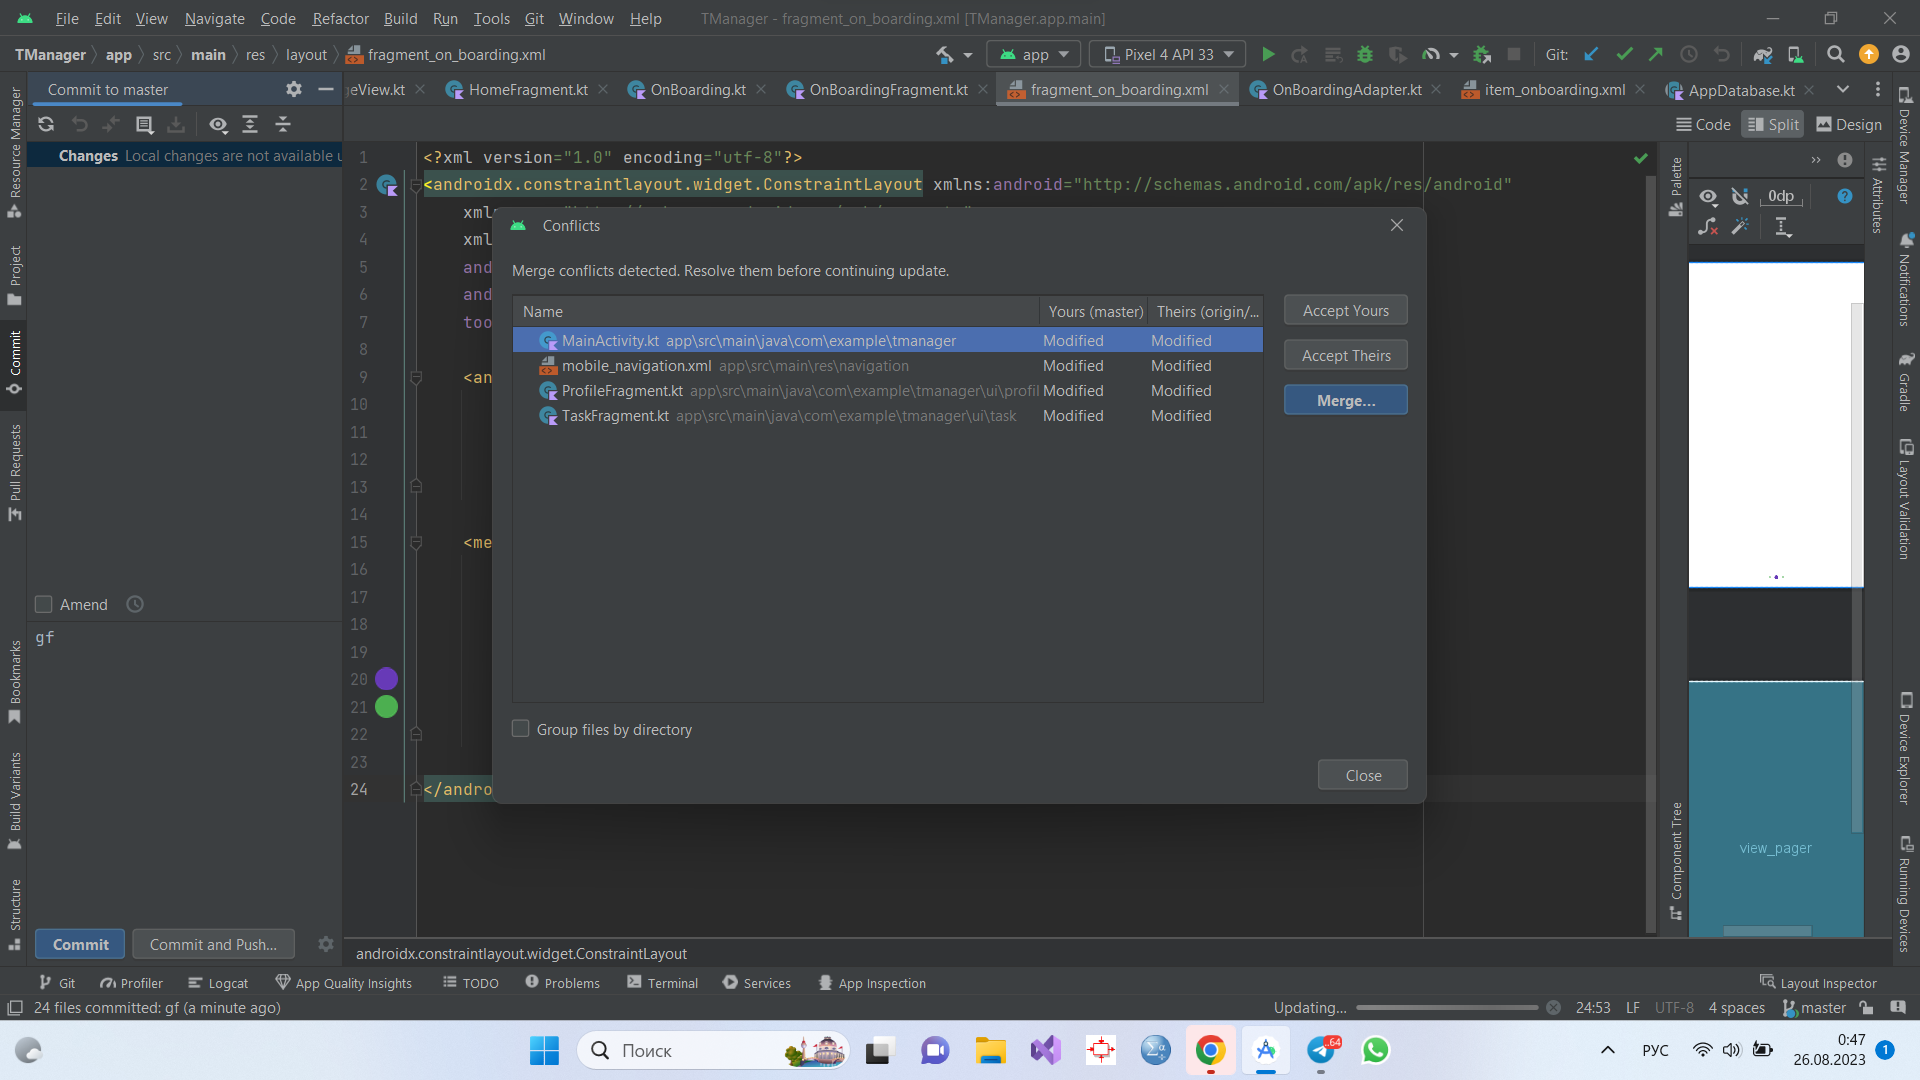 File Edit View Navigate Code Refactor Build Run Tools Git Window Help TManager - fragment_on_boarding.xml [TManager.app.main]
TManager app src main res layout fragment_on_boarding.xml app Pixel 4 API 33 Git:
Commit to master
geView.kt HomeFragment.kt OnBoarding.kt OnBoardingFragment.kt fragment_on_boarding.xml OnBoardingAdapter.kt item_onboarding.xml AppDatabase.kt
Code Split Design
Changes Local changes are not available u
Resource Manager
Project
Commit
Pull Requests
Bookmarks
Build Variants
Structure
1 <?xml version="1.0" encoding="utf-8"?>
2 <androidx.constraintlayout.widget.ConstraintLayout xmlns:android="http://schemas.android.com/apk/res/android"
3 xml
4 xml
5 and
6 and
7 too
8
9 <an
10
11
12
13
14
15 <me
16
17
18
19
20
21
22
23
24 </andro
Conflicts
Merge conflicts detected. Resolve them before continuing update.
Name Yours (master) Theirs (origin/...
MainActivity.kt app\src\main\java\com\example\tmanager Modified Modified
mobile_navigation.xml app\src\main\res\navigation Modified Modified
ProfileFragment.kt app\src\main\java\com\example\tmanager\ui\profil Modified Modified
TaskFragment.kt app\src\main\java\com\example\tmanager\ui\task Modified Modified
Accept Yours
Accept Theirs
Merge...
Group files by directory
Close
Palette
0dp
Component Tree
view_pager
Attributes
Device Manager
Notifications
Gradle
Layout Validation
Device Explorer
Running Devices
Amend
gf
Commit Commit and Push...
androidx.constraintlayout.widget.ConstraintLayout
Git Profiler Logcat App Quality Insights TODO Problems Terminal Services App Inspection Layout Inspector
24 files committed: gf (a minute ago) Updating... 24:53 LF UTF-8 4 spaces master
Поиск 64 РУС 0:47
26.08.2023 1